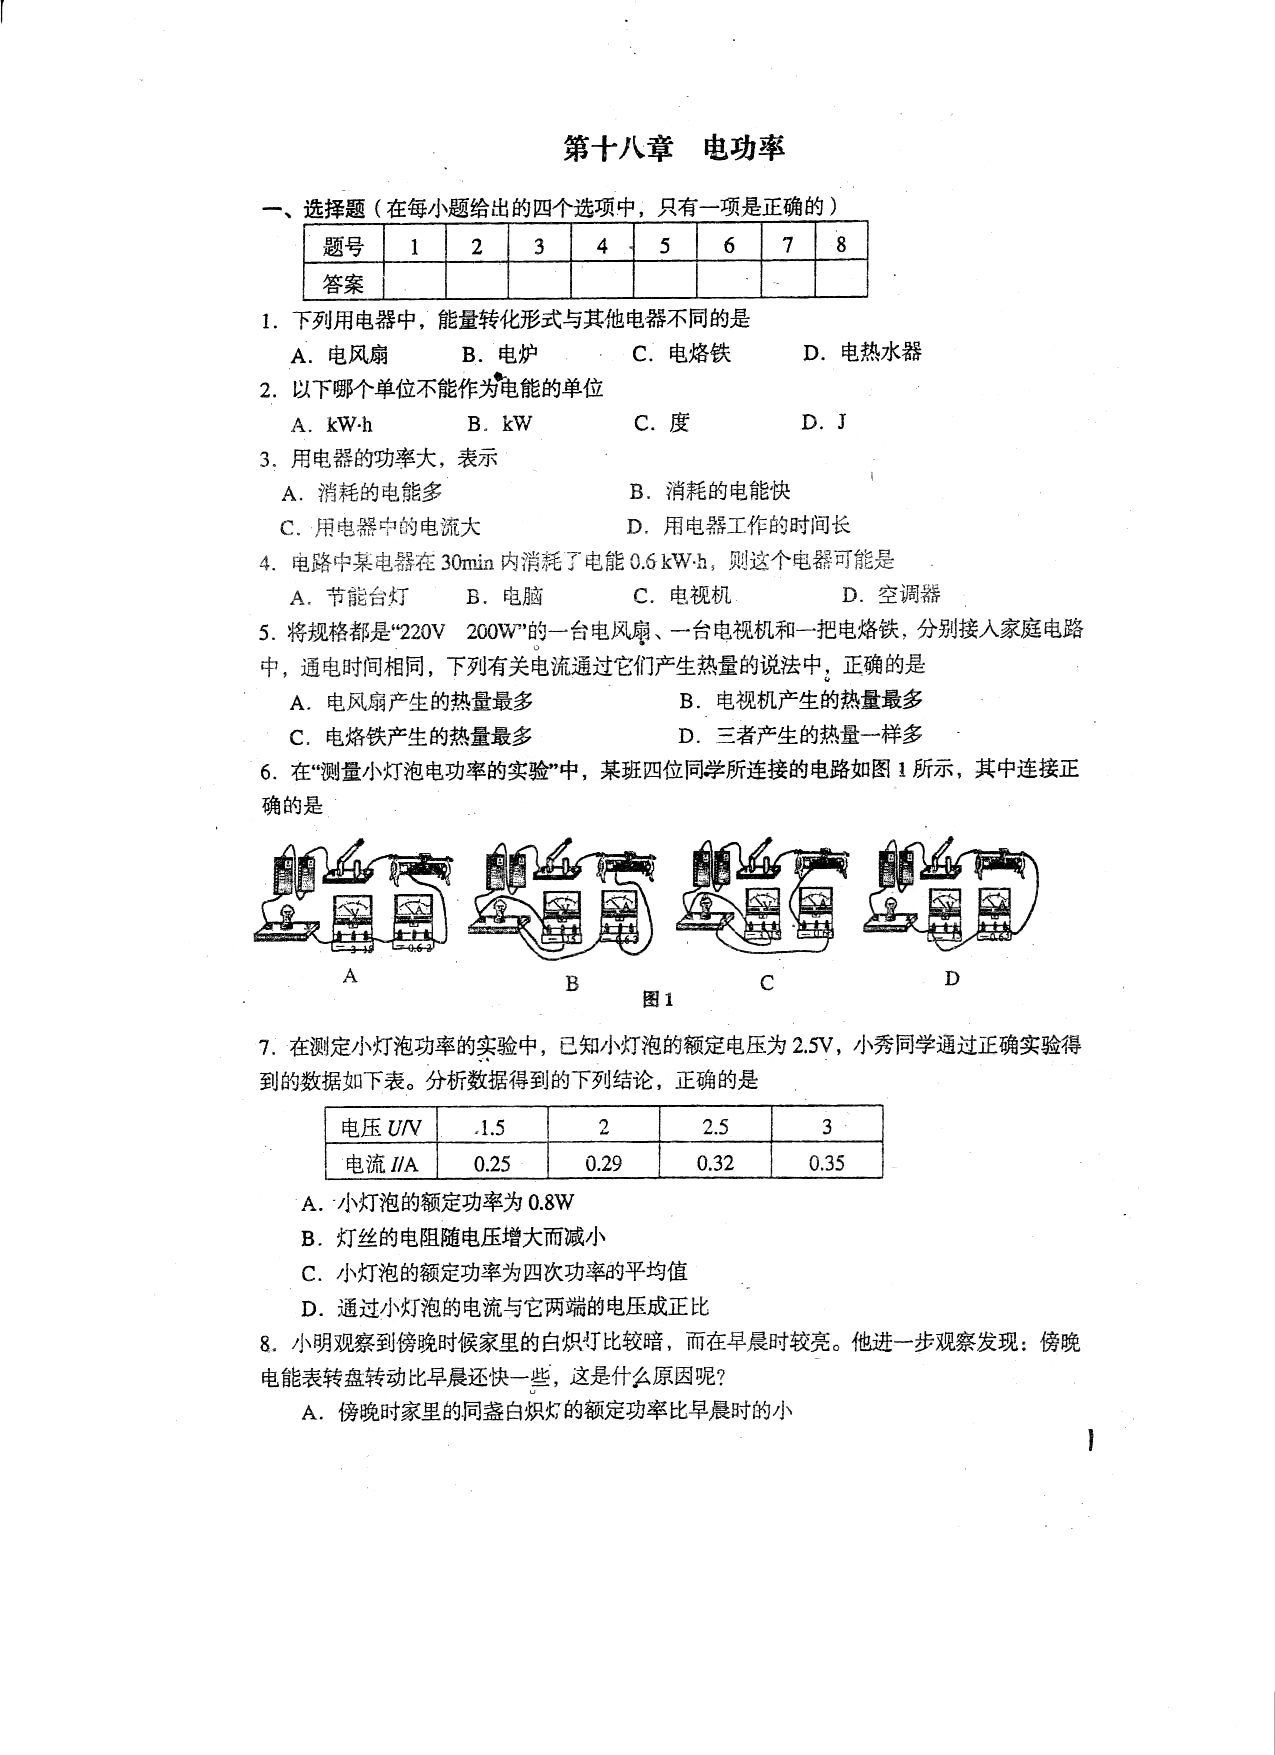 第十八章 电功率
一、选择题（在每小题给出的四个选项中，只有一项是正确的）
题号 1 2 3 4 5 6 7 8
答案
1．下列用电器中，能量转化形式与其他电器不同的是
A．电风扇 B．电炉 C．电烙铁 D．电热水器
2．以下哪个单位不能作为电能的单位
A．kW·h B．kW C．度 D．J
3．用电器的功率大，表示
A．消耗的电能多 B．消耗的电能快
C．用电器中的电流大 D．用电器工作的时间长
4．电路中某电器在 30min 内消耗了电能 0.6 kW·h，则这个电器可能是
A．节能台灯 B．电脑 C．电视机 D．空调器
5．将规格都是“220V 200W”的一台电风扇、一台电视机和一把电烙铁，分别接入家庭电路
中，通电时间相同，下列有关电流通过它们产生热量的说法中，正确的是
A．电风扇产生的热量最多 B．电视机产生的热量最多
C．电烙铁产生的热量最多 D．三者产生的热量一样多
6．在“测量小灯泡电功率的实验”中，某班四位同学所连接的电路如图 1 所示，其中连接正
确的是
A B C D
图 1
7．在测定小灯泡功率的实验中，已知小灯泡的额定电压为 2.5V，小秀同学通过正确实验得
到的数据如下表。分析数据得到的下列结论，正确的是
电压 U/V 1.5 2 2.5 3
电流 I/A 0.25 0.29 0.32 0.35
A．小灯泡的额定功率为 0.8W
B．灯丝的电阻随电压增大而减小
C．小灯泡的额定功率为四次功率的平均值
D．通过小灯泡的电流与它两端的电压成正比
8．小明观察到傍晚时候家里的白炽灯比较暗，而在早晨时较亮。他进一步观察发现：傍晚
电能表转盘转动比早晨还快一些，这是什么原因呢？
A．傍晚时家里的同盏白炽灯的额定功率比早晨时的小
1